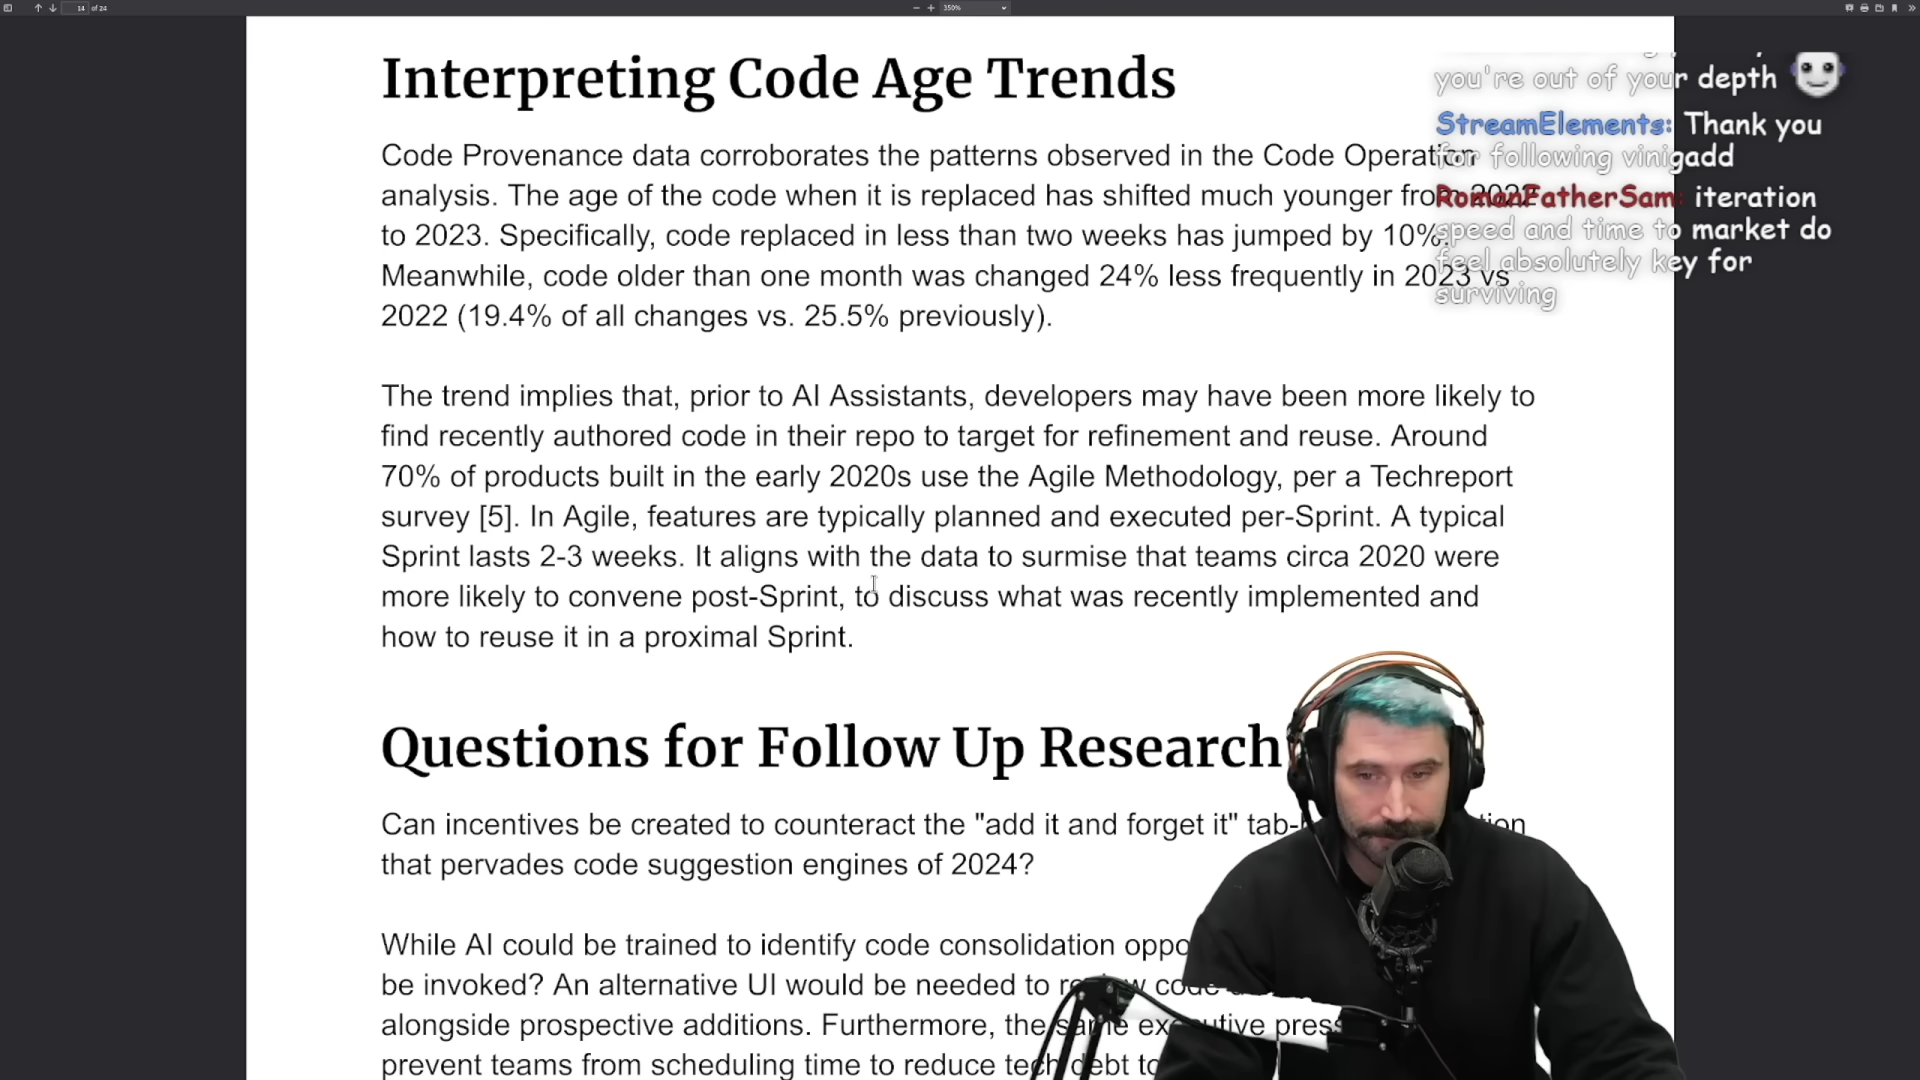 14 of 24
350%
Interpreting Code Age Trends
Code Provenance data corroborates the patterns observed in the Code Operation
analysis. The age of the code when it is replaced has shifted much younger from 2022
to 2023. Specifically, code replaced in less than two weeks has jumped by 10%.
Meanwhile, code older than one month was changed 24% less frequently in 2023 vs
2022 (19.4% of all changes vs. 25.5% previously).
The trend implies that, prior to AI Assistants, developers may have been more likely to
find recently authored code in their repo to target for refinement and reuse. Around
70% of products built in the early 2020s use the Agile Methodology, per a Techreport
survey [5]. In Agile, features are typically planned and executed per-Sprint. A typical
Sprint lasts 2-3 weeks. It aligns with the data to surmise that teams circa 2020 were
more likely to convene post-Sprint, to discuss what was recently implemented and
how to reuse it in a proximal Sprint.
Questions for Follow Up Research
Can incentives be created to counteract the "add it and forget it"
that pervades code suggestion engines of 2024?
While AI could be trained to identify code consolidation
be invoked? An alternative UI would be needed to
alongside prospective additions. Furthermore, the same executive
prevent teams from scheduling time to reduce tech debt
you're out of your depth
StreamElements: Thank you
for following vinigadd
RomanFatherSam: iteration
speed and time to market do
feel absolutely key for
surviving